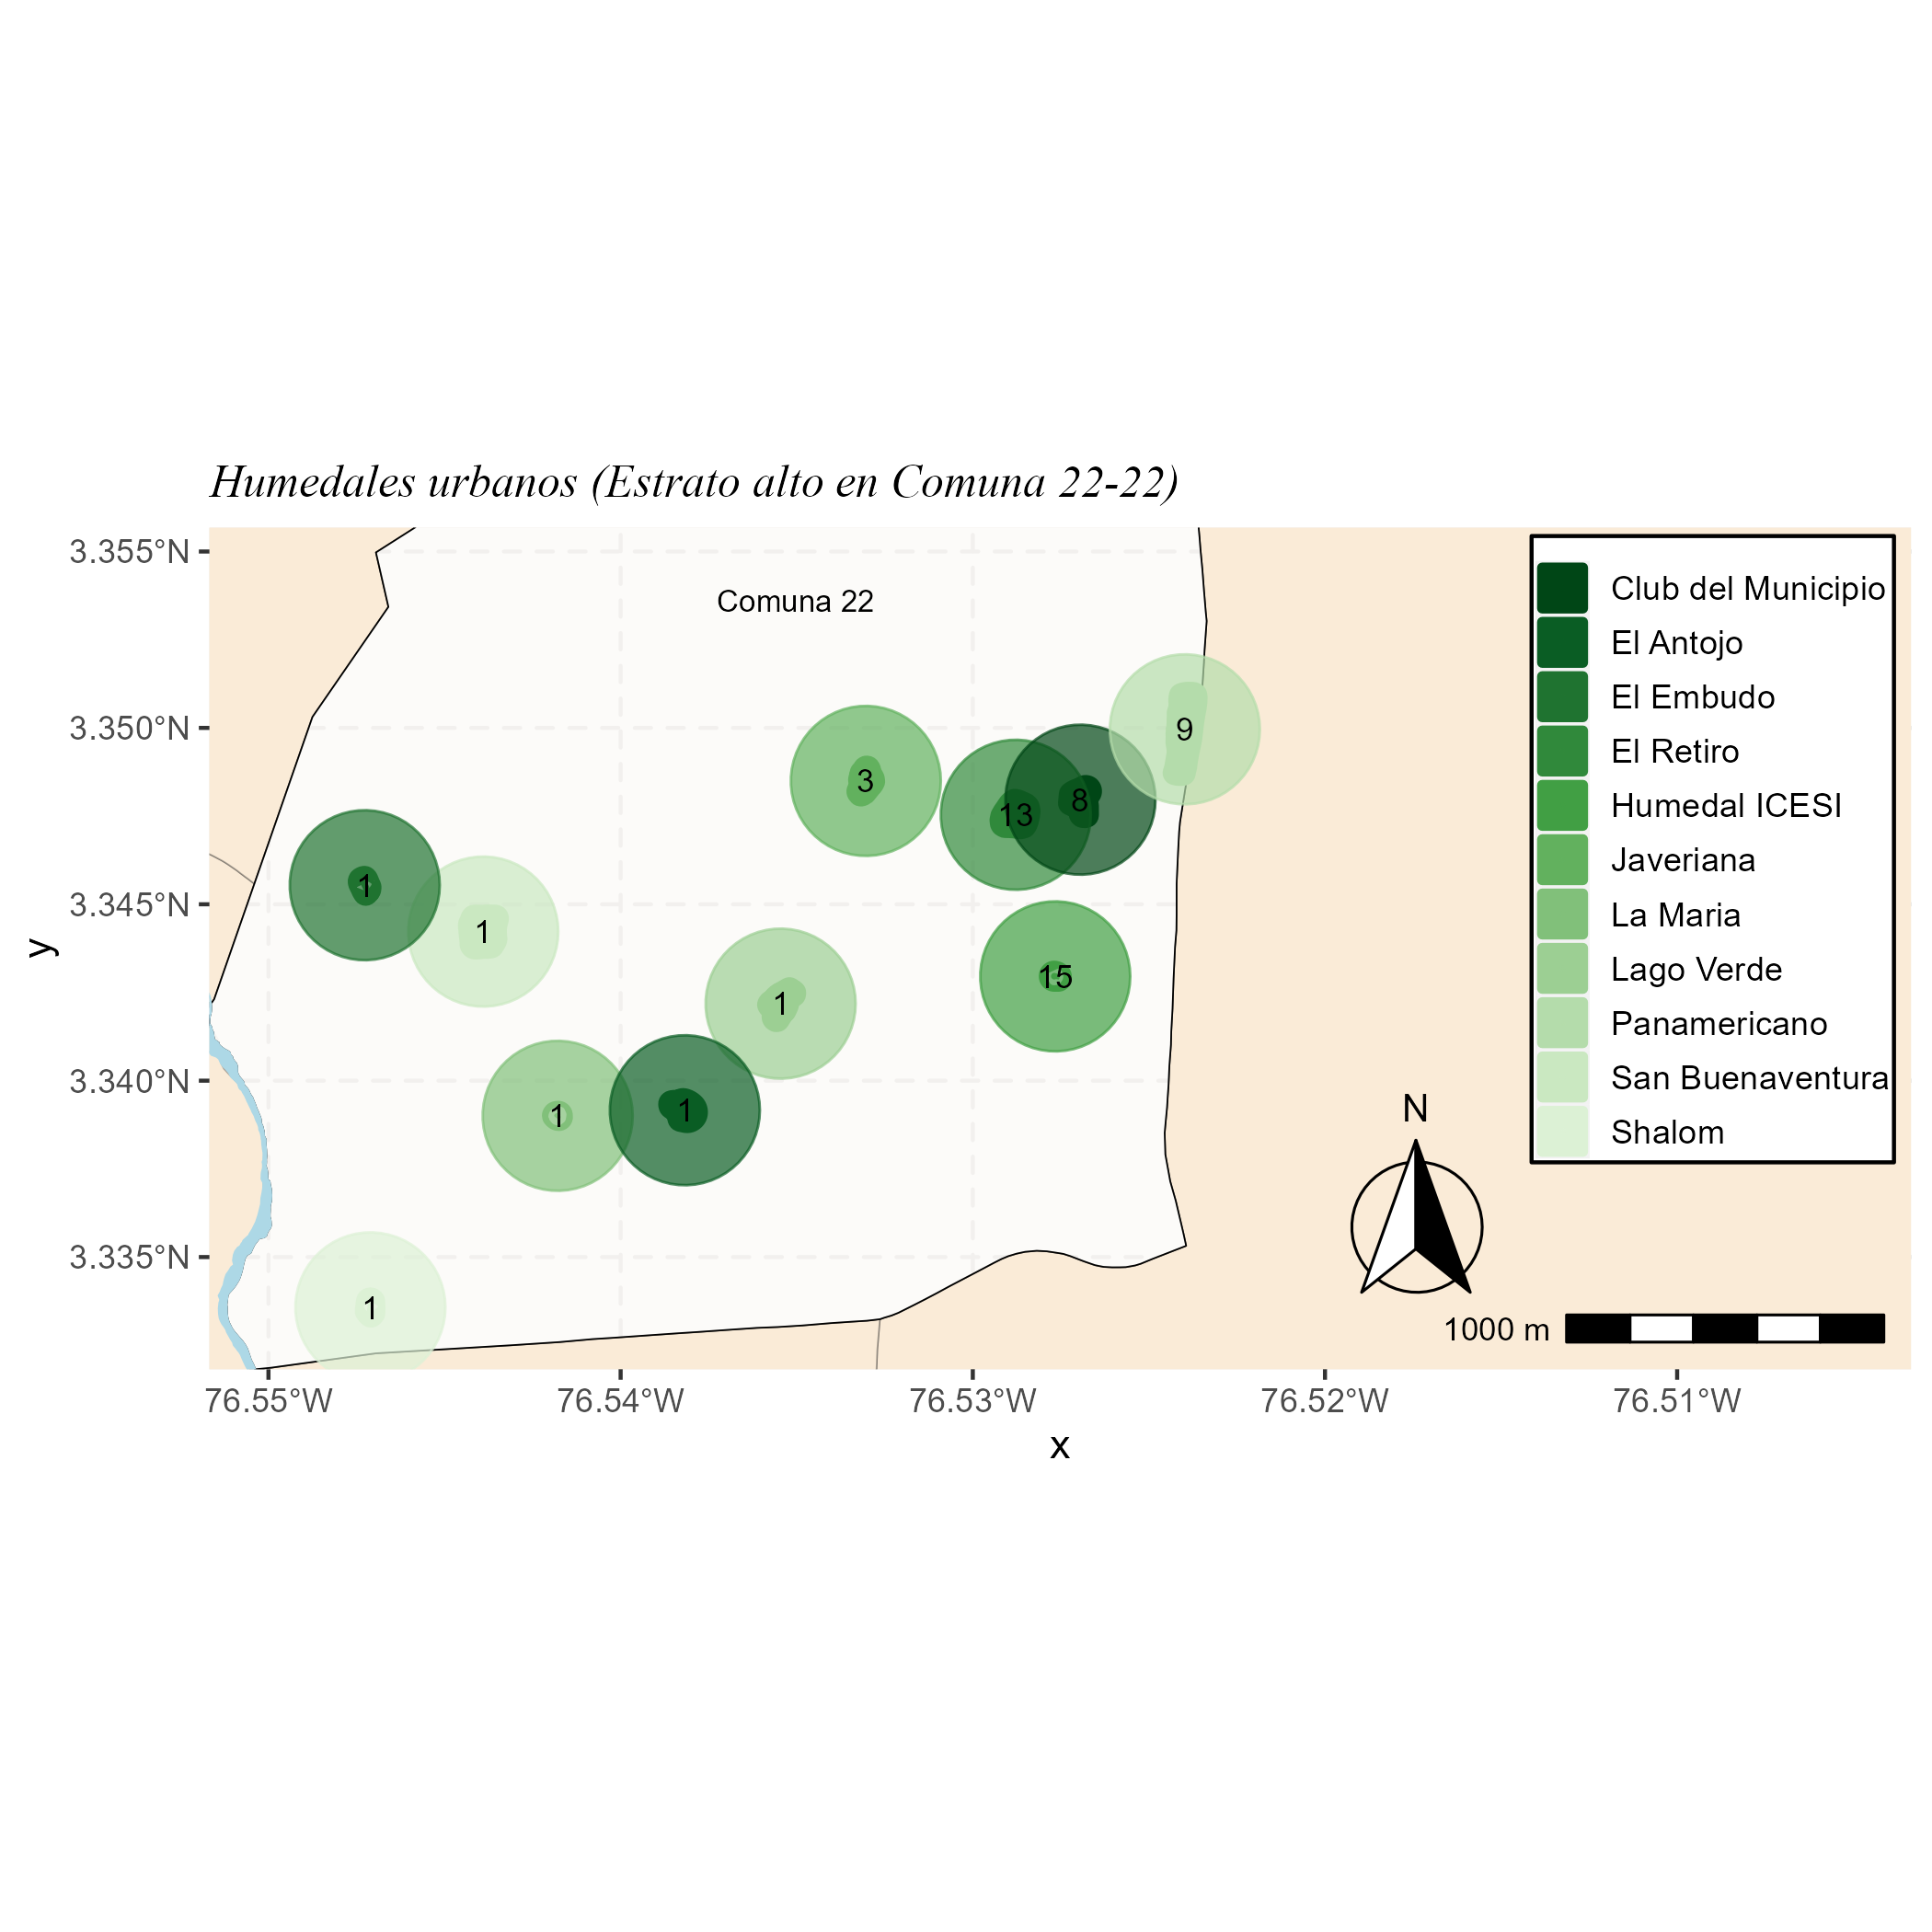 Humedales urbanos (Estrato alto en Comuna 22-22)
3.355°N
3.350°N
3.345°N
3.340°N
3.335°N
y
Comuna 22
9
3
8
13
1
1
15
1
1
1
1
Club del Municipio
El Antojo
El Embudo
El Retiro
Humedal ICESI
Javeriana
La Maria
Lago Verde
Panamericano
San Buenaventura
Shalom
N
1000 m
76.55°W
76.54°W
76.53°W
76.52°W
76.51°W
x